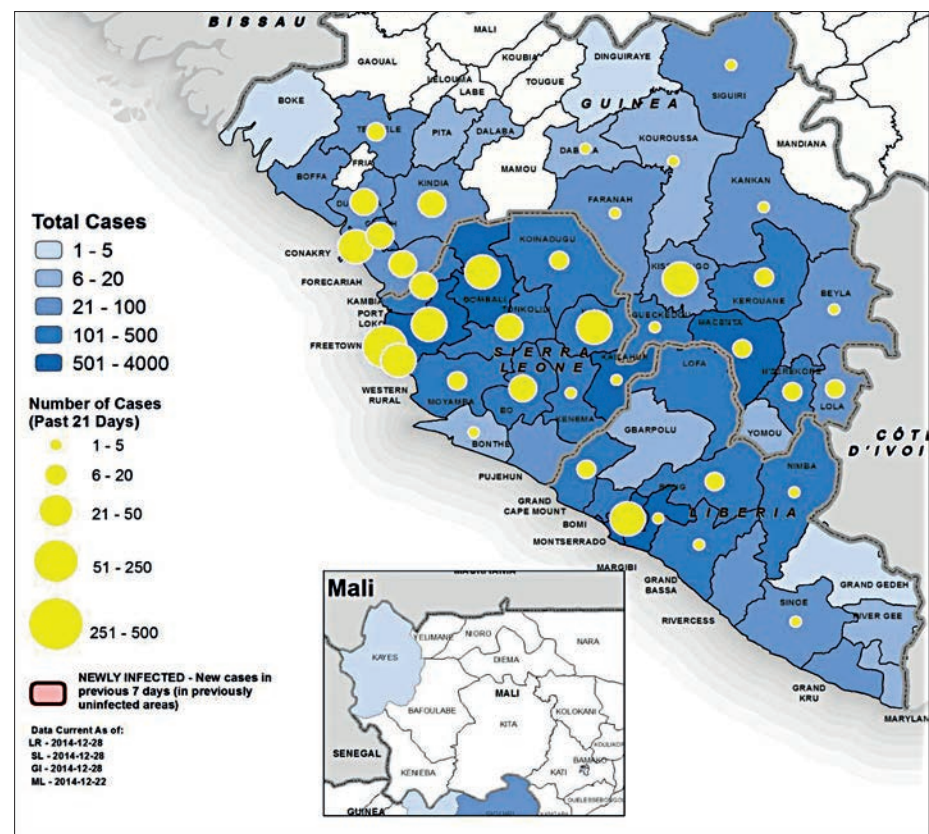 BISSAU
MALI
KOUBIA
DINGUIRAYE
GAOUAL
LELOUMA
LABE
TOUGUE
GUINEA
SIGUIRI
BOKE
PITA
DALABA
KOUROUSSA
FRIA
MAMOU
MANDIANA
BOFFA
KINDIA
FARANAH
KANKAN
CONAKRY
KOINADUGU
FORECARIAH
KAMBIA
BOMBALI
KEROUANE
BEYLA
PORT
LOKO
TONKOLILI
GUECKEDOU
MACENTA
FREETOWN
SIERRA
LEONE
KAILAHUN
LOFA
N'ZEREKORE
WESTERN
RURAL
MOYAMBA
BO
KENEMA
LOLA
GBARPOLU
YOMOU
CÔTE
D'IVOI
BONTHE
PUJEHUN
NIMBA
GRAND
CAPE MOUNT
BONG
LIBERIA
BOMI
MONTSERRADO
MARGIBI
GRAND
BASSA
GRAND GEDEH
RIVERCESS
SINOE
RIVER GEE
GRAND
KRU
MARYLAN
Total Cases
1 - 5
6 - 20
21 - 100
101 - 500
501 - 4000
Number of Cases
(Past 21 Days)
1 - 5
6 - 20
21 - 50
51 - 250
251 - 500
NEWLY INFECTED - New cases in
previous 7 days (in previously
uninfected areas)
Data Current As of:
LR - 2014-12-28
SL - 2014-12-28
GI - 2014-12-28
ML - 2014-12-22
Mali
YELIMANE
NIORO
NARA
KAYES
DIEMA
MALI
BAFOULABE
KITA
KOLOKANI
SENEGAL
BAMAKO
KATI
KENIEBA
GUINEA